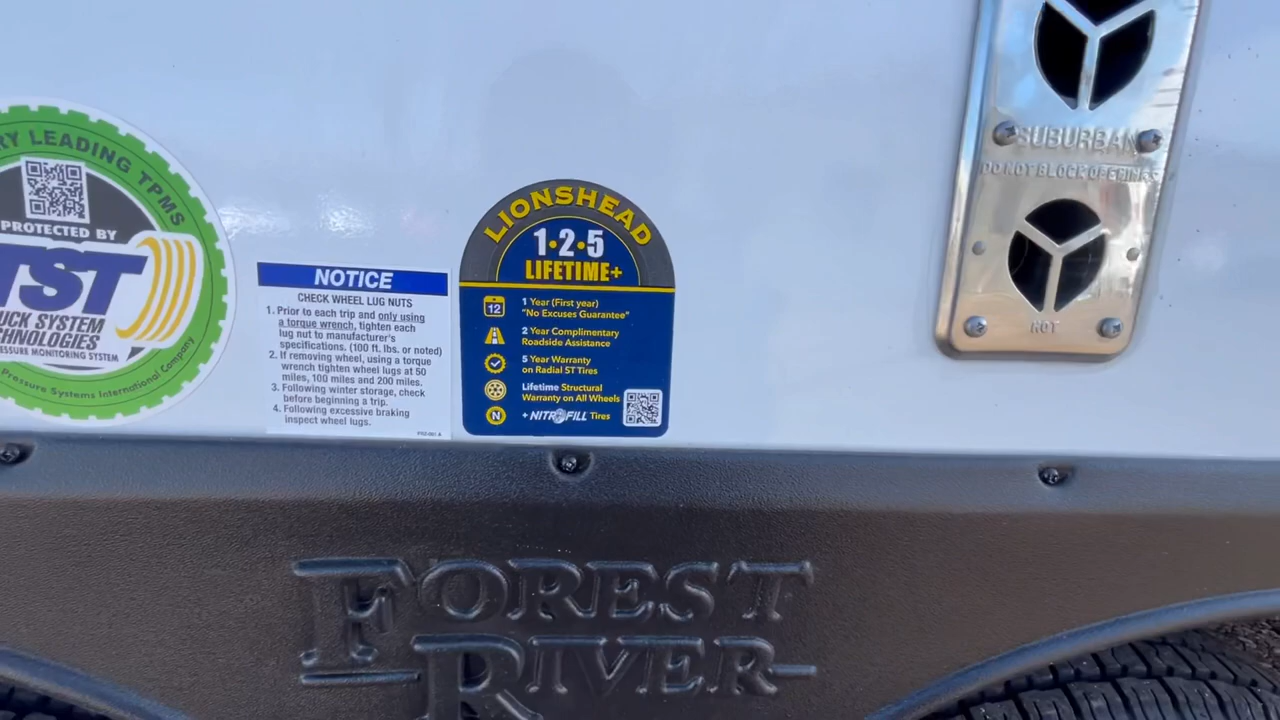 RY LEADING TPMS
PROTECTED BY
TST
UCK SYSTEM
CHNOLOGIES
ESSURE MONITORING SYSTEM
Pressure Systems International Company
NOTICE
CHECK WHEEL LUG NUTS
1. Prior to each trip and only using
a torque wrench, tighten each
lug nut to manufacturer's
specifications. (100 ft. lbs. or noted)
2. If removing wheel, using a torque
wrench tighten wheel lugs at 50
miles, 100 miles and 200 miles.
3. Following winter storage, check
before beginning a trip.
4. Following excessive braking
inspect wheel lugs.
LIONSHEAD
1•2•5
LIFETIME+
12
1 Year (First year)
"No Excuses Guarantee"
2 Year Complimentary
Roadside Assistance
5 Year Warranty
on Radial ST Tires
Lifetime Structural
Warranty on All Wheels
N
+ NITROFILL Tires
SUBURBAN
DO NOT BLOCK OPENINGS
HOT
FOREST
RIVER